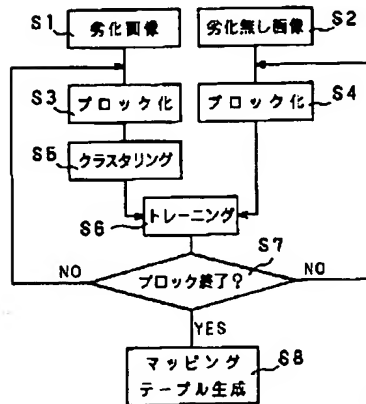 S1
劣化画像
S2
劣化無し画像
S3
ブロック化
S4
ブロック化
S5
クラスタリング
S6
トレーニング
S7
ブロック終了?
NO
NO
YES
S8
マッピング
テーブル生成